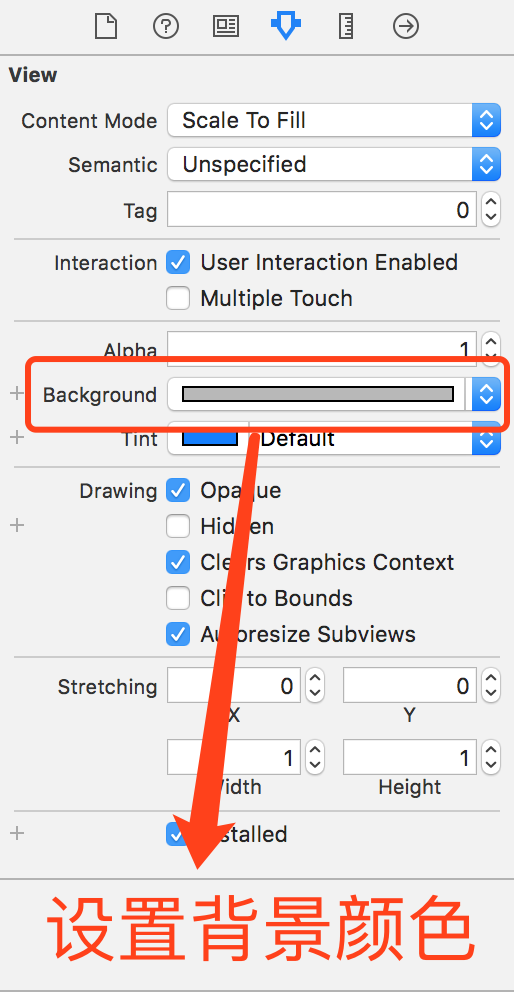 View
Content Mode Scale To Fill
Semantic Unspecified
Tag 0
Interaction User Interaction Enabled
Multiple Touch
Alpha 1
Background
Tint Default
Drawing Opaque
Hidden
Clears Graphics Context
Clip to Bounds
Autoresize Subviews
Stretching 0 0
X Y
1 1
Width Height
Installed
设置背景颜色